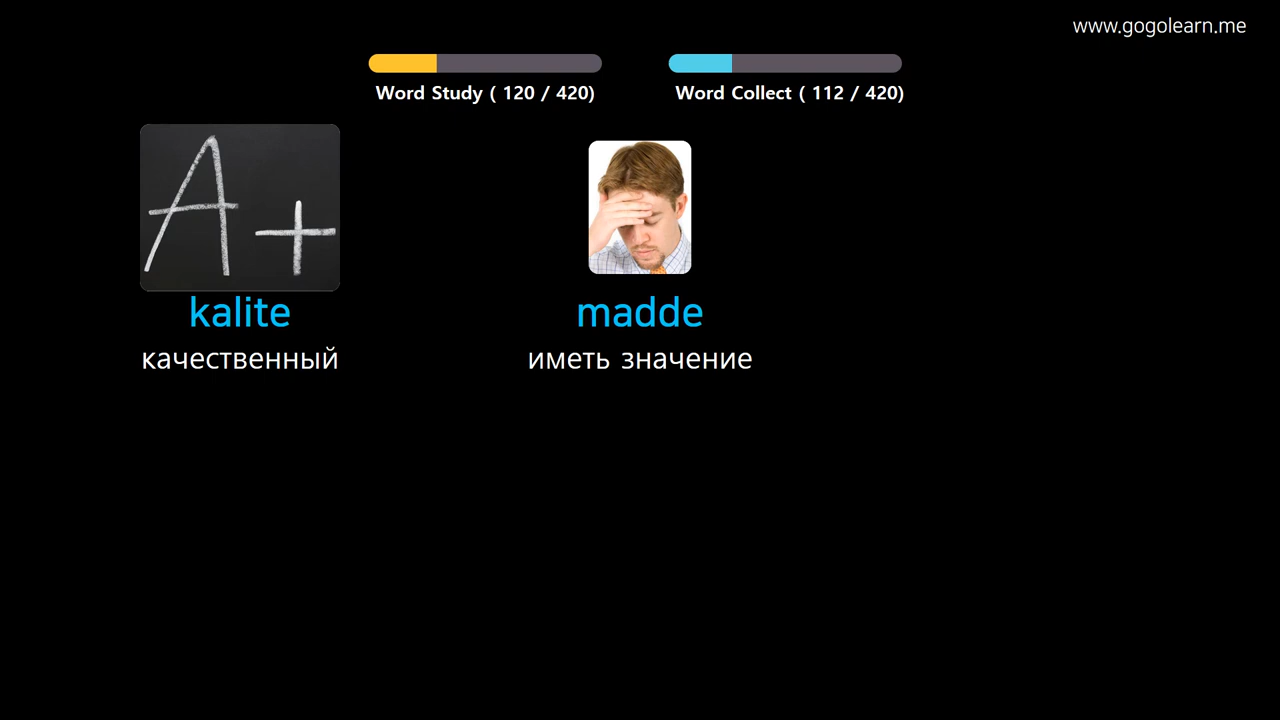 www.gogolearn.me
Word Study ( 120 / 420)
Word Collect ( 112 / 420)
A+
kalite
madde
качественный
иметь значение